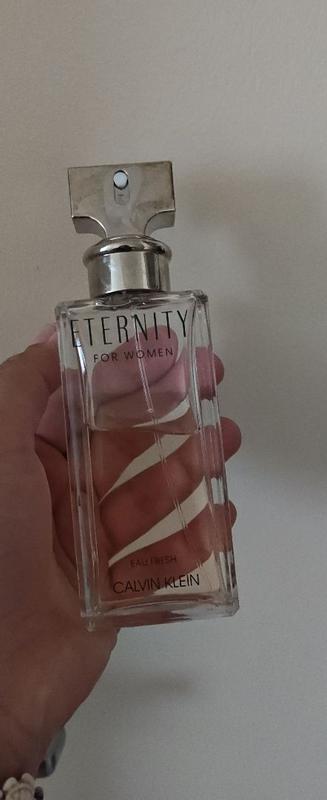 ETERNITY
FOR WOMEN
EAU FRESH
CALVIN KLEIN